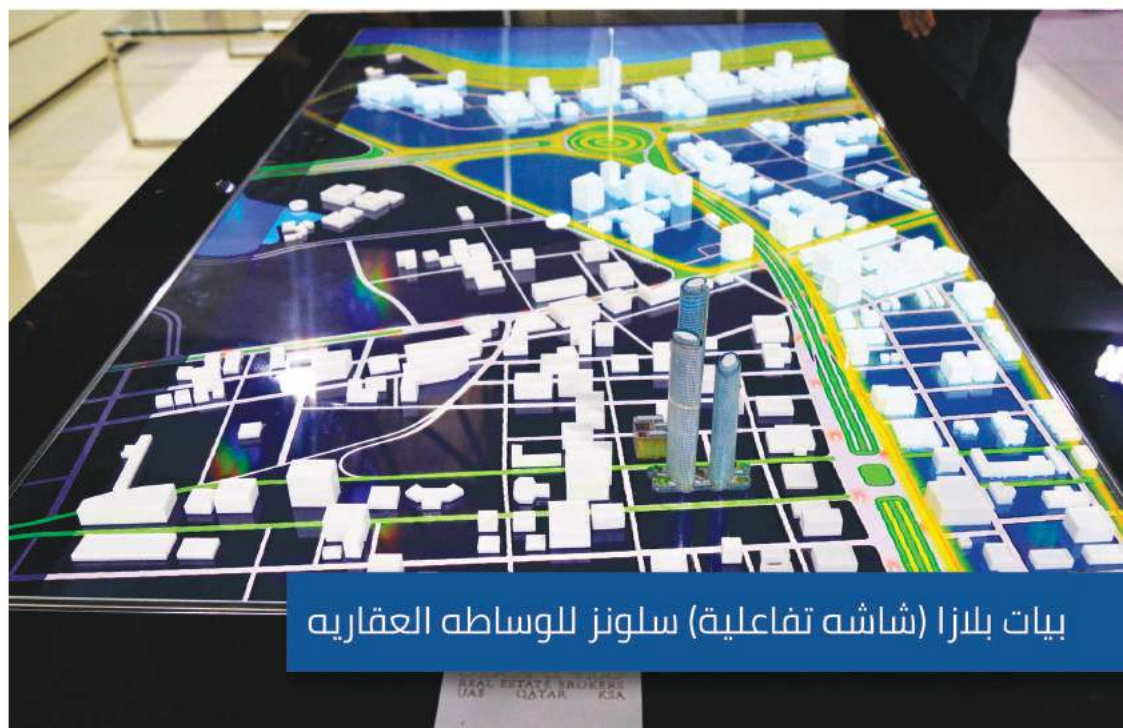 بيات بلازا (شاشه تفاعلية) سلونز للوساطه العقاريه
REAL ESTATE BROKERS
UAE QATAR KSA